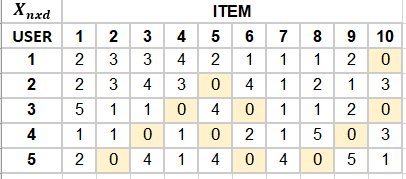 X_nxd ITEM
USER 1 2 3 4 5 6 7 8 9 10
1 2 3 3 4 2 1 1 1 2 0
2 2 3 4 3 0 4 1 2 1 3
3 5 1 1 0 4 0 1 1 2 0
4 1 1 0 1 0 2 1 5 0 3
5 2 0 4 1 4 0 4 0 5 1